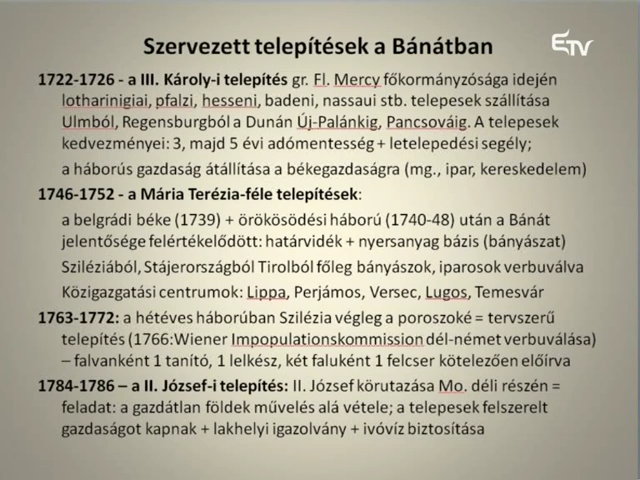 ETV
Szervezett telepítések a Bánátban
1722-1726 - a III. Károly-i telepítés gr. Fl. Mercy főkormányzósága idején
lotharinigiai, pfalzi, hesseni, badeni, nassaui stb. telepesek szállítása
Ulmból, Regensburgból a Dunán Új-Palánkig, Pancsováig. A telepesek
kedvezményei: 3, majd 5 évi adómentesség + letelepedési segély;
a háborús gazdaság átállítása a békegazdaságra (mg., ipar, kereskedelem)
1746-1752 - a Mária Terézia-féle telepítések:
a belgrádi béke (1739) + örökösödési háború (1740-48) után a Bánát
jelentősége felértékelődött: határvidék + nyersanyag bázis (bányászat)
Sziléziából, Stájerországból Tirolból főleg bányászok, iparosok verbuválva
Közigazgatási centrumok: Lippa, Perjámos, Versec, Lugos, Temesvár
1763-1772: a hétéves háborúban Szilézia végleg a poroszoké = tervszerű
telepítés (1766:Wiener Impopulationskommission dél-német verbuválása)
– falvanként 1 tanító, 1 lelkész, két faluként 1 felcser kötelezően előírva
1784-1786 – a II. József-i telepítés: II. József körutazása Mo. déli részén =
feladat: a gazdátlan földek művelés alá vétele; a telepesek felszerelt
gazdaságot kapnak + lakhelyi igazolvány + ivóvíz biztosítása